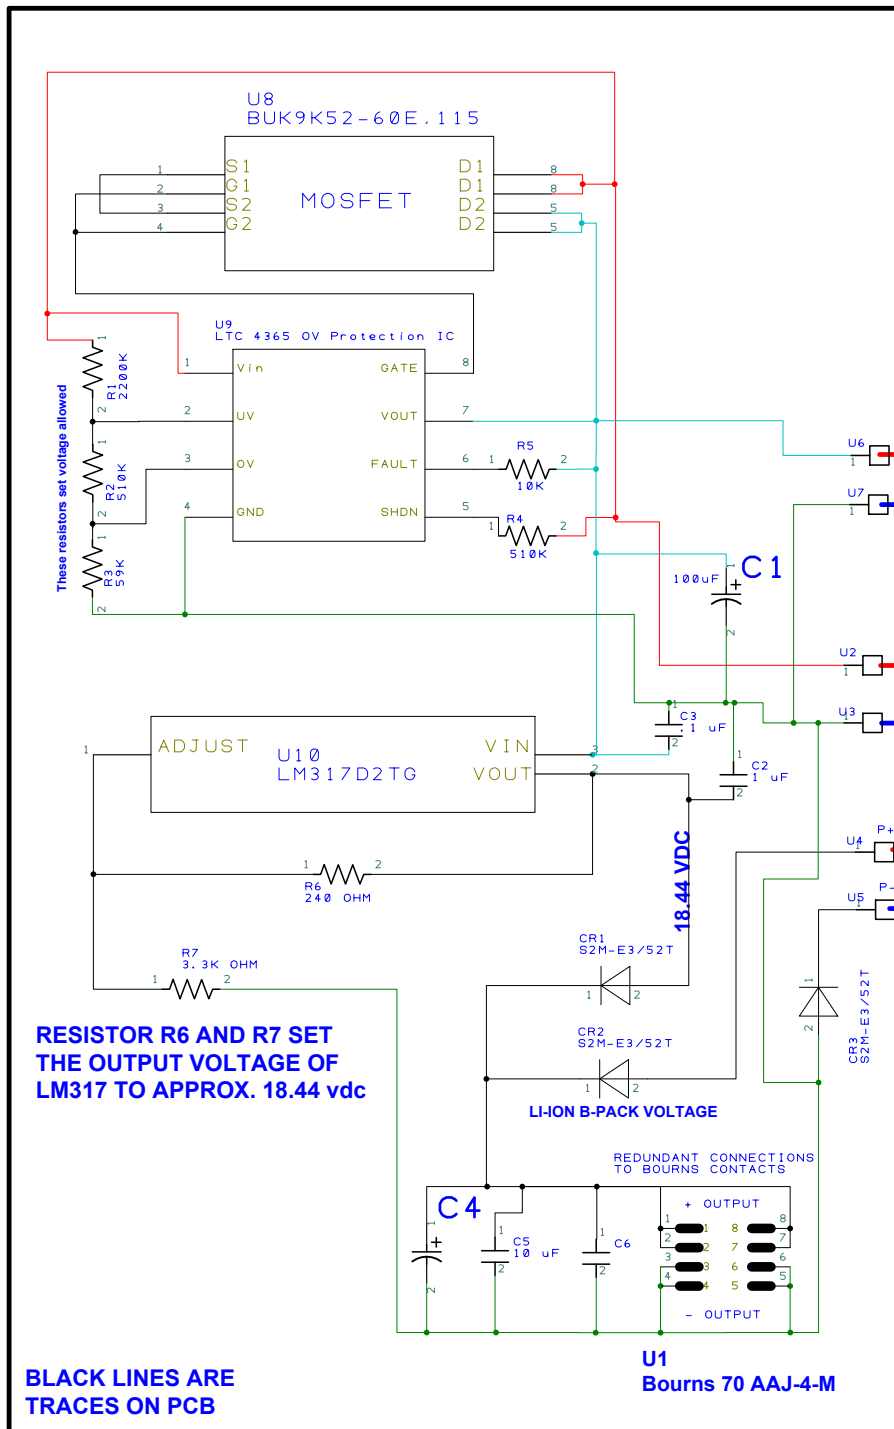 U8
BUK9K52-60E.115
1 S1 D1 8
2 G1 D1 8
3 S2 D2 5
4 G2 D2 5
MOSFET
U9
LTC 4365 OV Protection IC
1 Vin GATE 8
2 UV VOUT 7
3 OV FAULT 6
4 GND SHDN 5
These resistors set voltage allowed
1 R1 2200K 2
1 R2 510K 2
1 R3 59K 2
1 R5 2
10K
1 R4 2
510K
U6
1
U7
1
C1
100uF
+
1
2
U2
1
U3
1
1 C3
.1 uF
2
1
C2
1 uF
2
1 ADJUST VIN 3
U10 VOUT 2
LM317D2TG
18.44 VDC
1 R6 2
240 OHM
R7
3.3K OHM
1 2
P+
U4
1
P-
U5
1
CR1
S2M-E3/52T
1 2
CR2
S2M-E3/52T
1 2
1
CR3
S2M-E3/52T
2
RESISTOR R6 AND R7 SET
THE OUTPUT VOLTAGE OF
LM317 TO APPROX. 18.44 vdc
LI-ION B-PACK VOLTAGE
REDUNDANT CONNECTIONS
TO BOURNS CONTACTS
C4
1
+
2
1
C5
10 uF
2
1
C6
2
+ OUTPUT
1 1 8 8
2 2 7 7
3 3 6 6
4 4 5 5
- OUTPUT
U1
Bourns 70 AAJ-4-M
BLACK LINES ARE
TRACES ON PCB